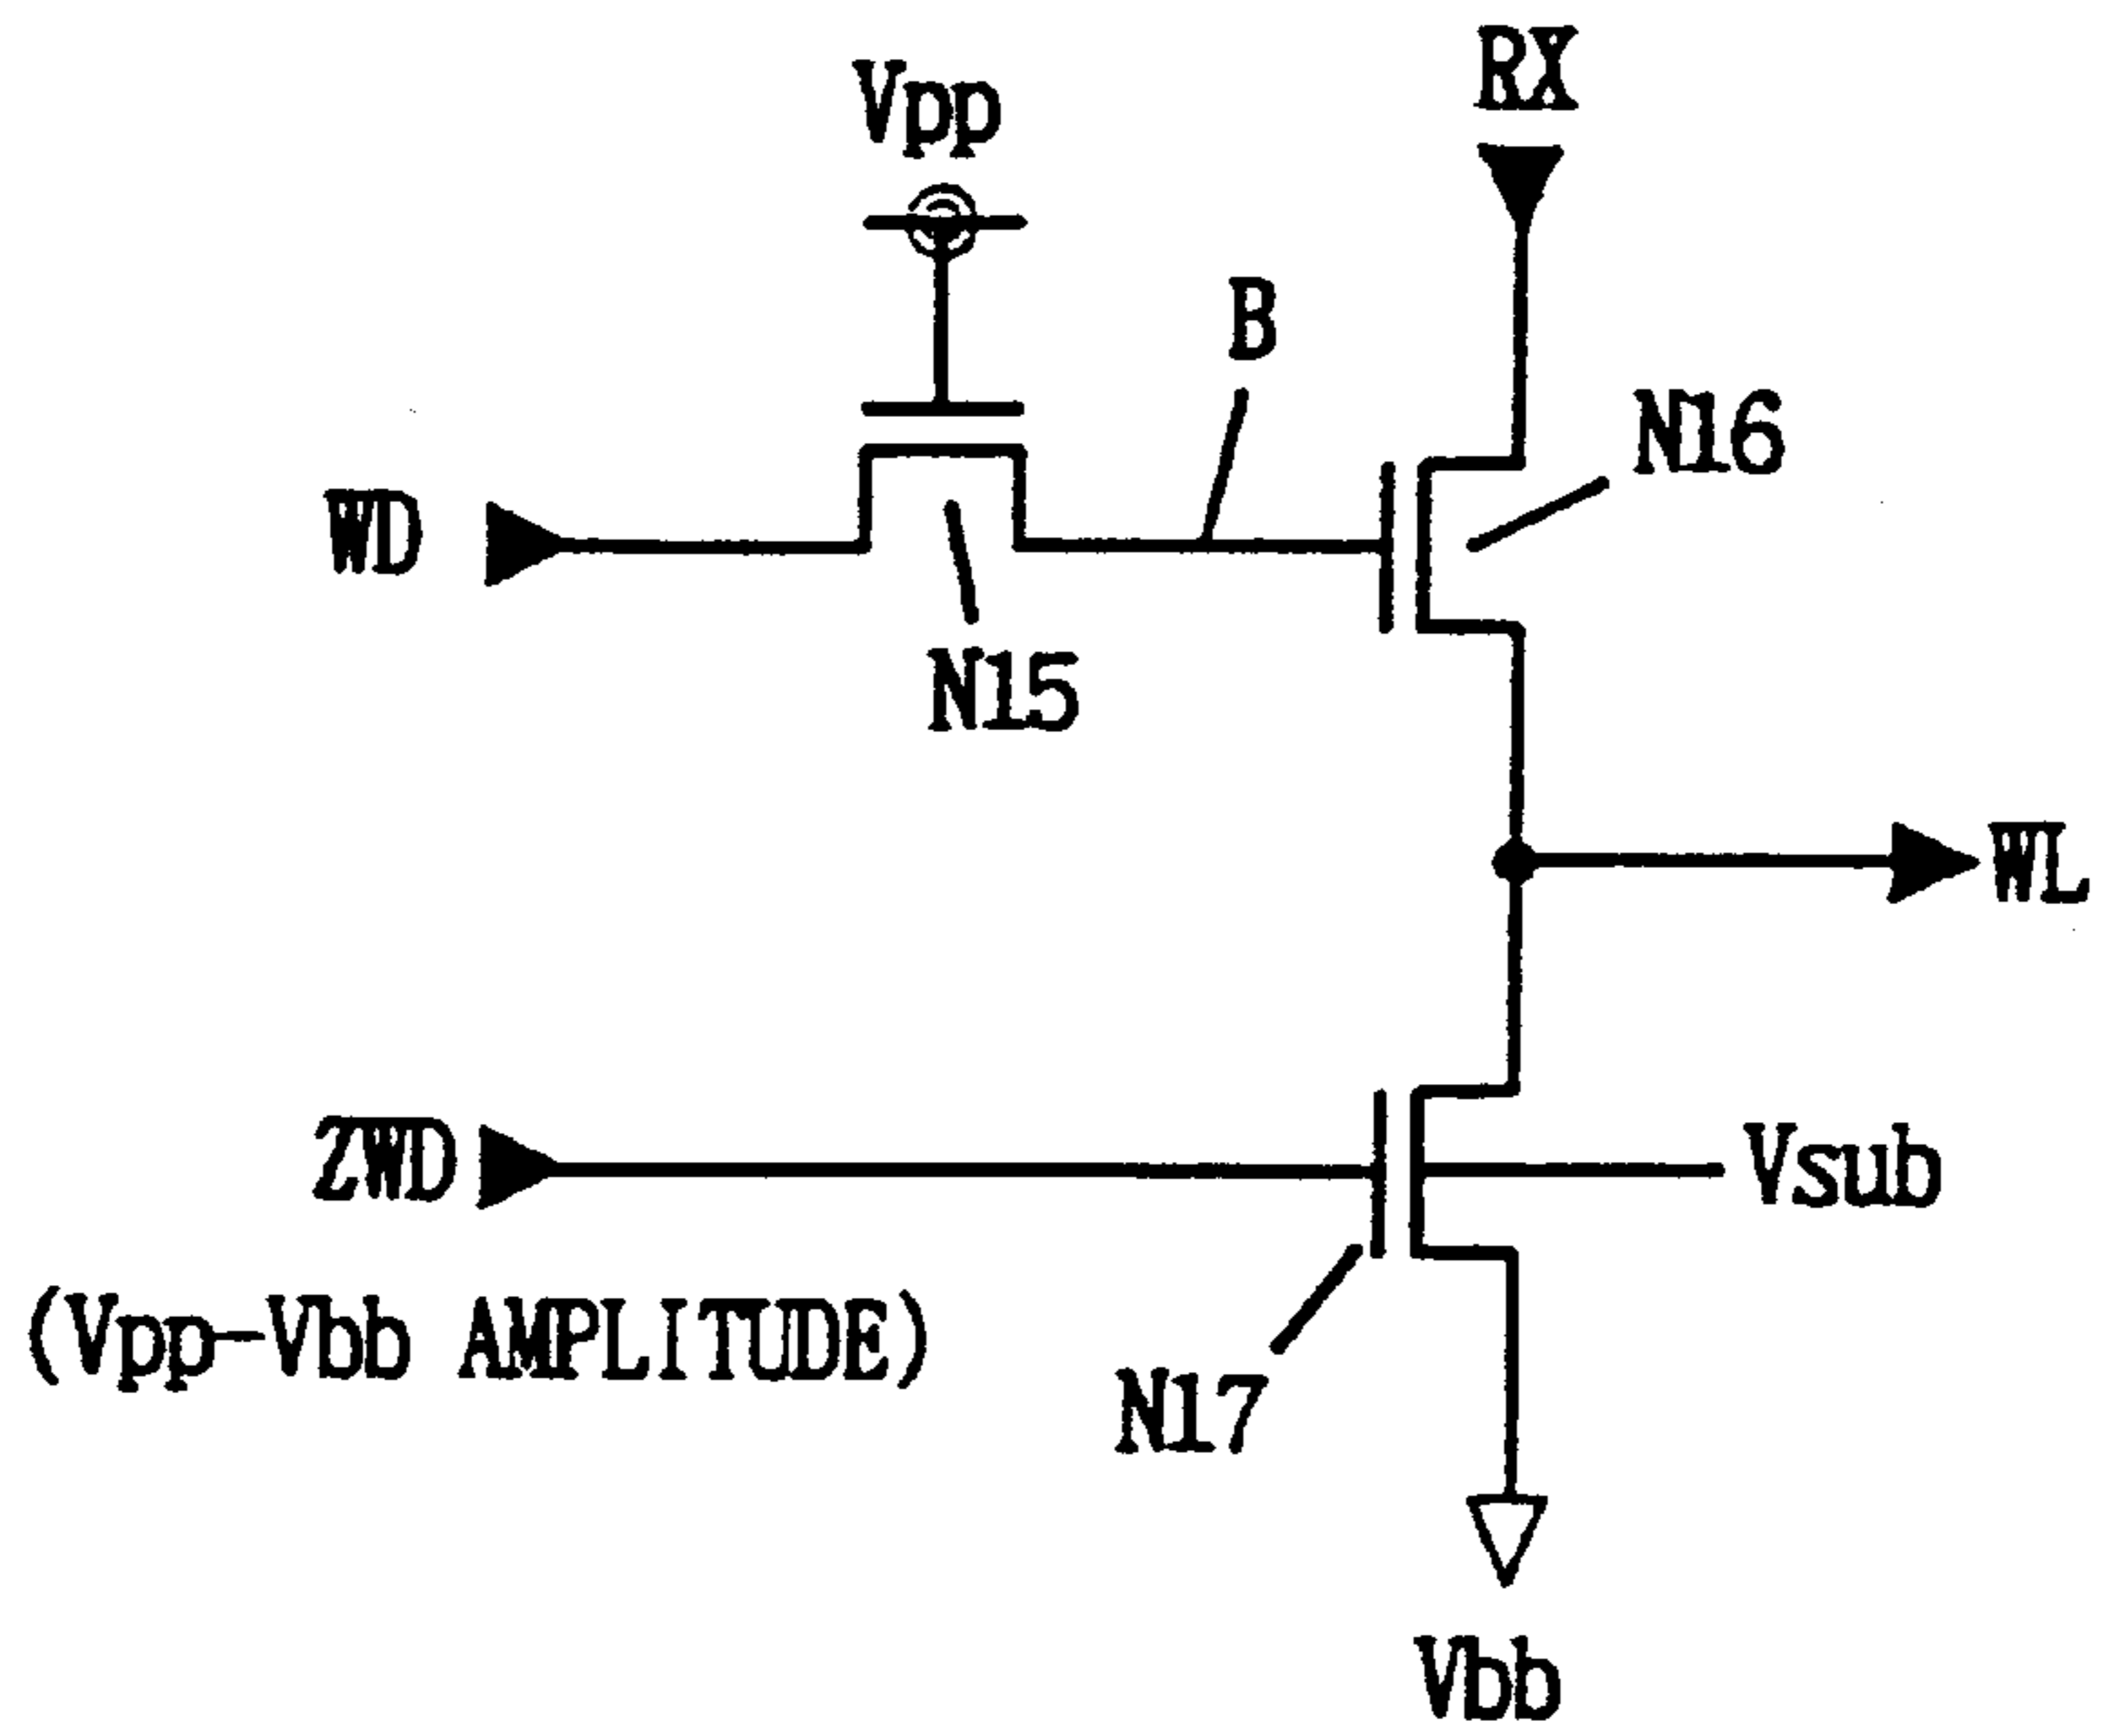 RX
Vpp
B
N16
WD
N15
WL
ZWD
Vsub
(Vpp-Vbb AMPLITUDE)
N17
Vbb